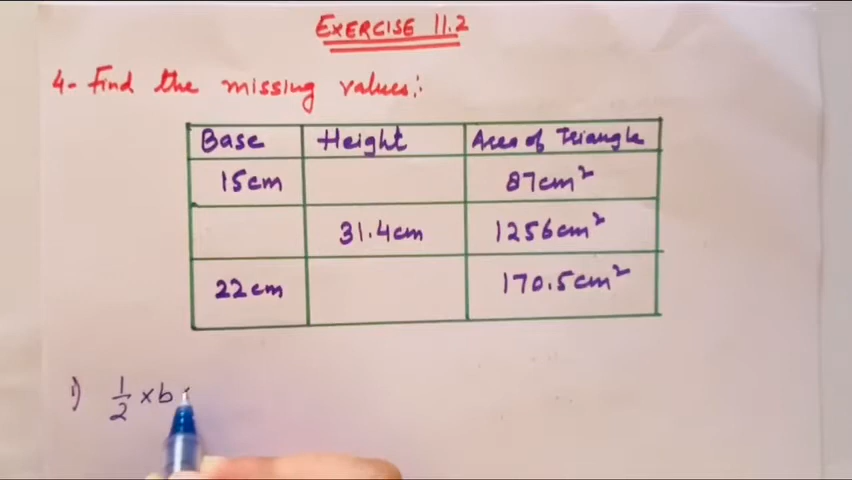 EXERCISE 11.2
4- Find the missing values:
Base Height Area of Triangle
15cm 87cm²
31.4cm 1256cm²
22cm 170.5cm²
1) 1/2 × b